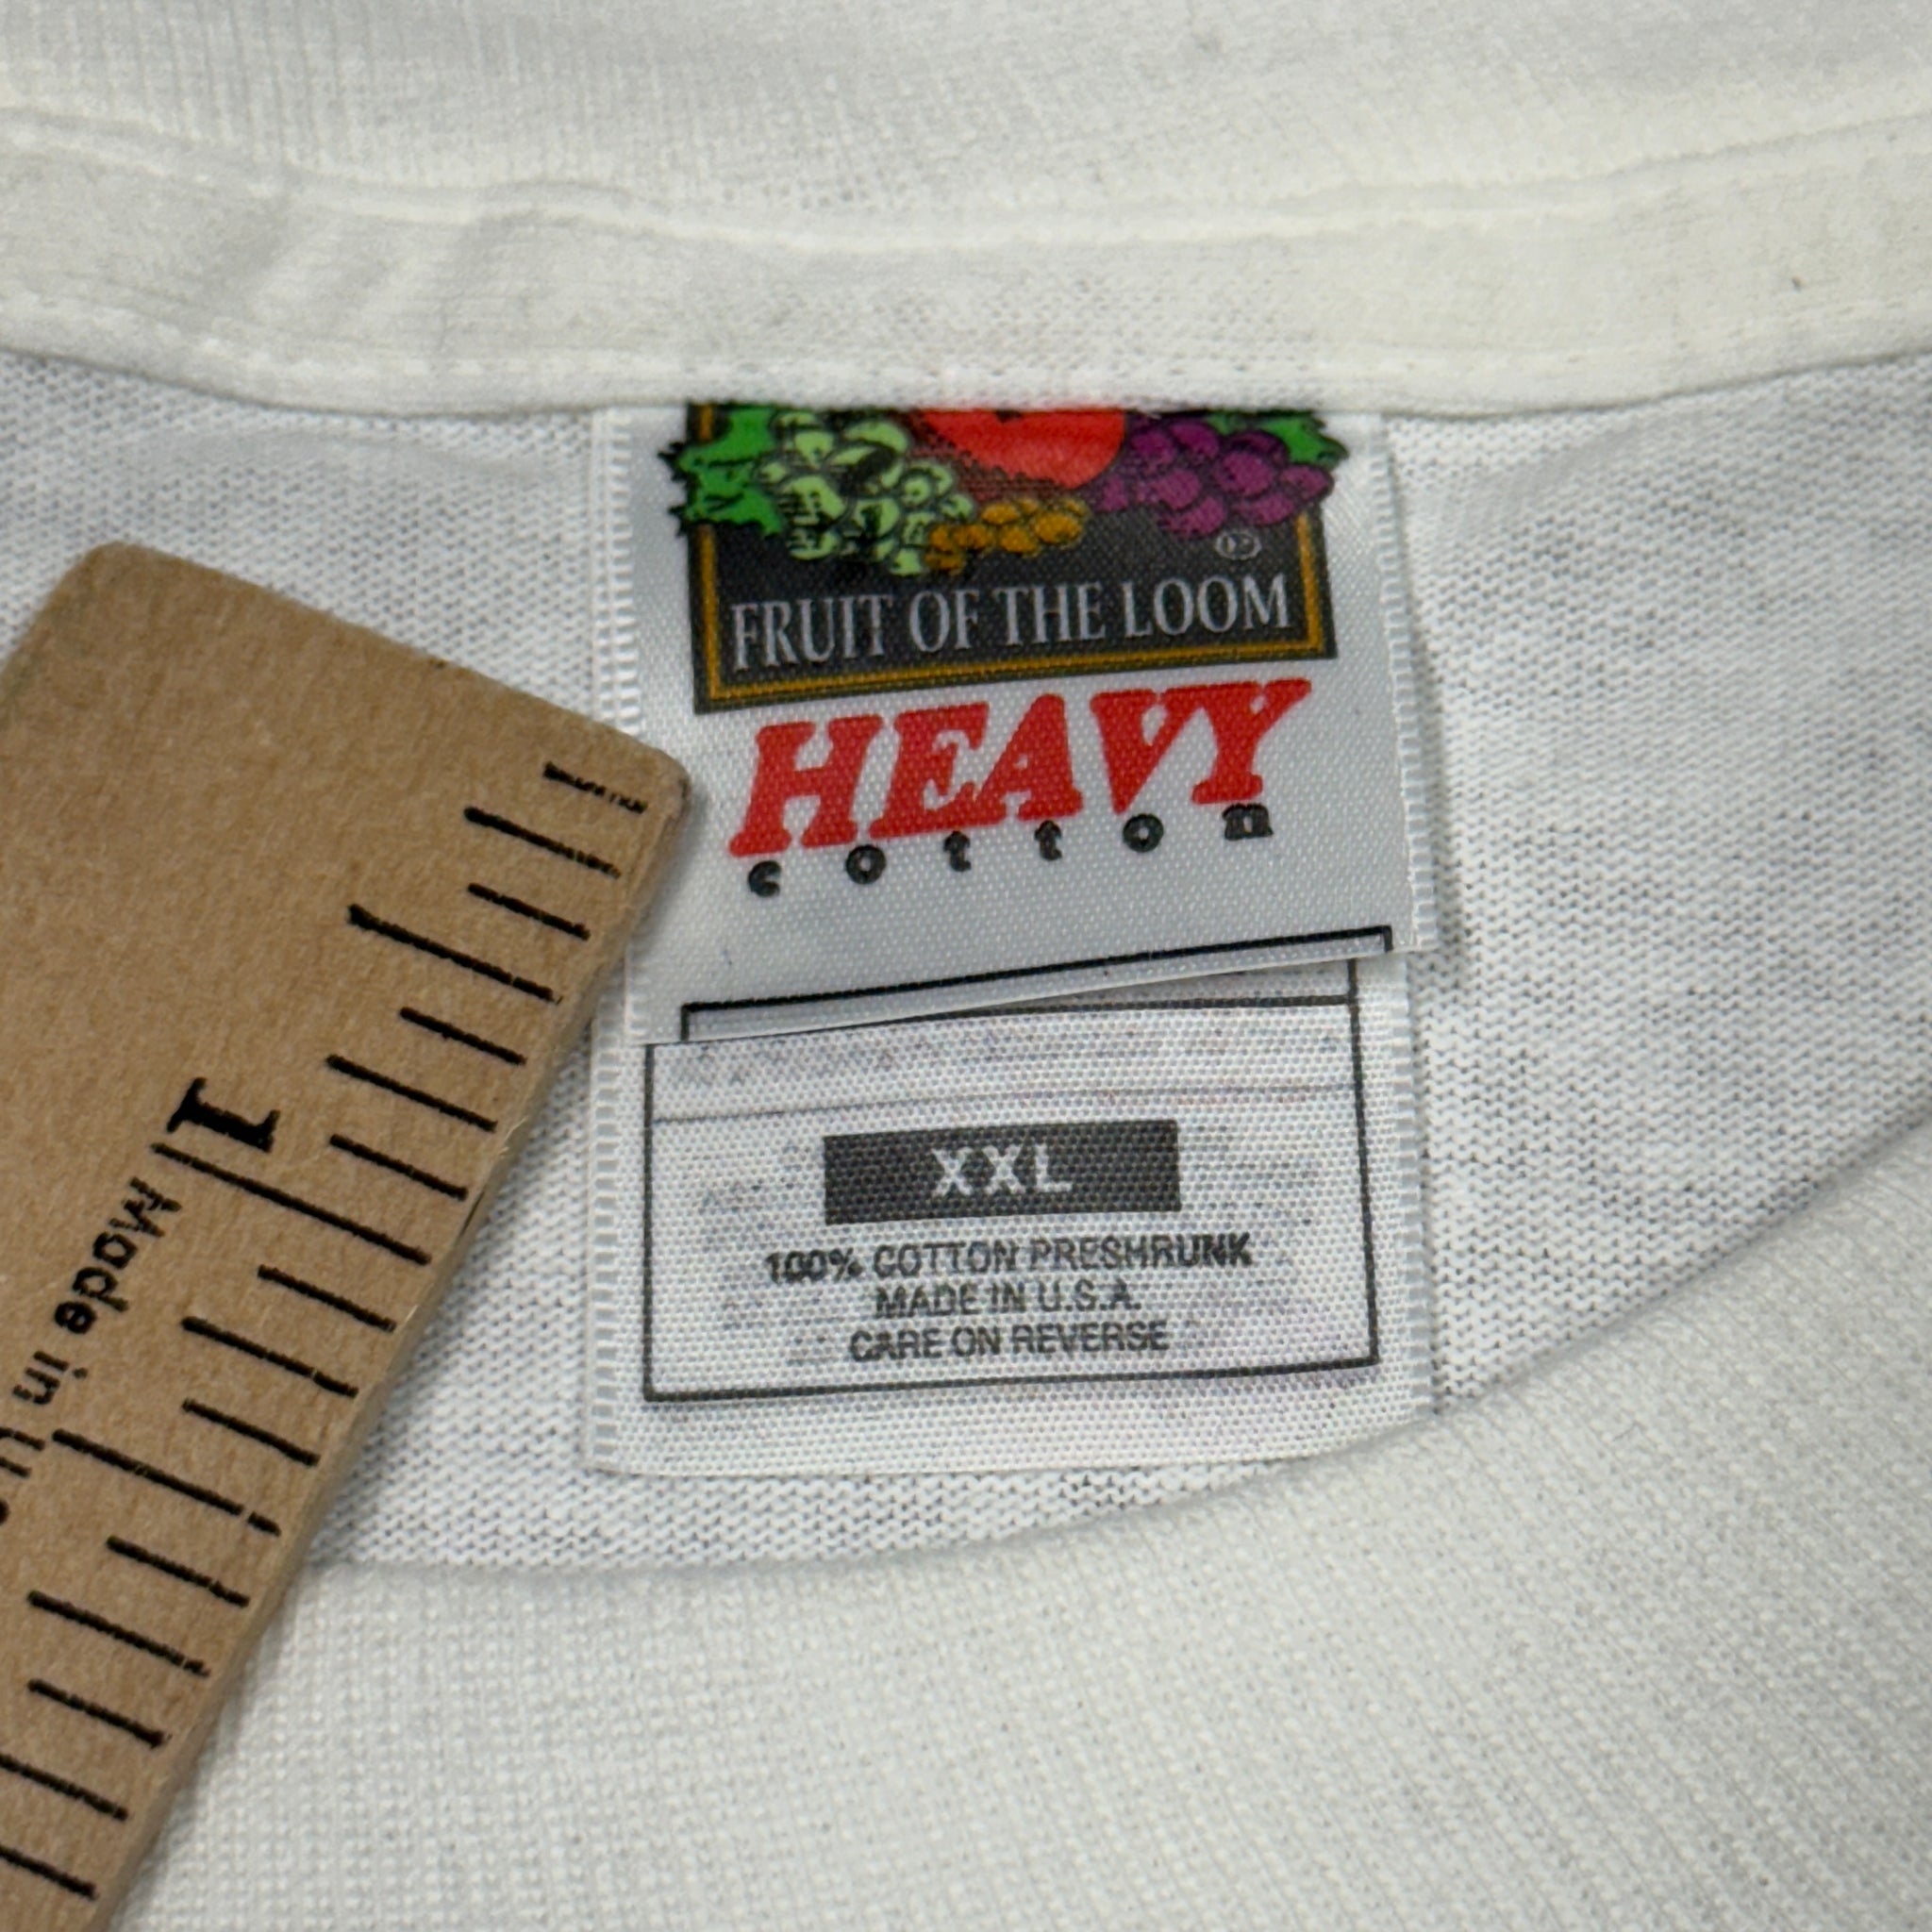 FRUIT OF THE LOOM
HEAVY
cotton
XXL
100% COTTON PRESHRUNK
MADE IN U.S.A.
CARE ON REVERSE
1
Made in